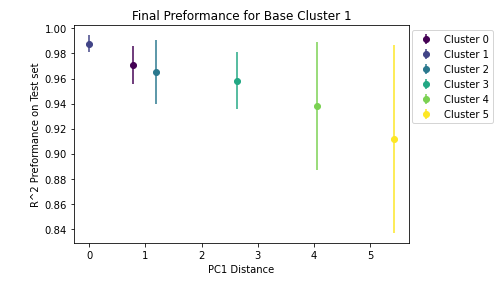 Final Preformance for Base Cluster 1
R^2 Preformance on Test set
1.00
0.98
0.96
0.94
0.92
0.90
0.88
0.86
0.84
0 1 2 3 4 5
PC1 Distance
Cluster 0
Cluster 1
Cluster 2
Cluster 3
Cluster 4
Cluster 5